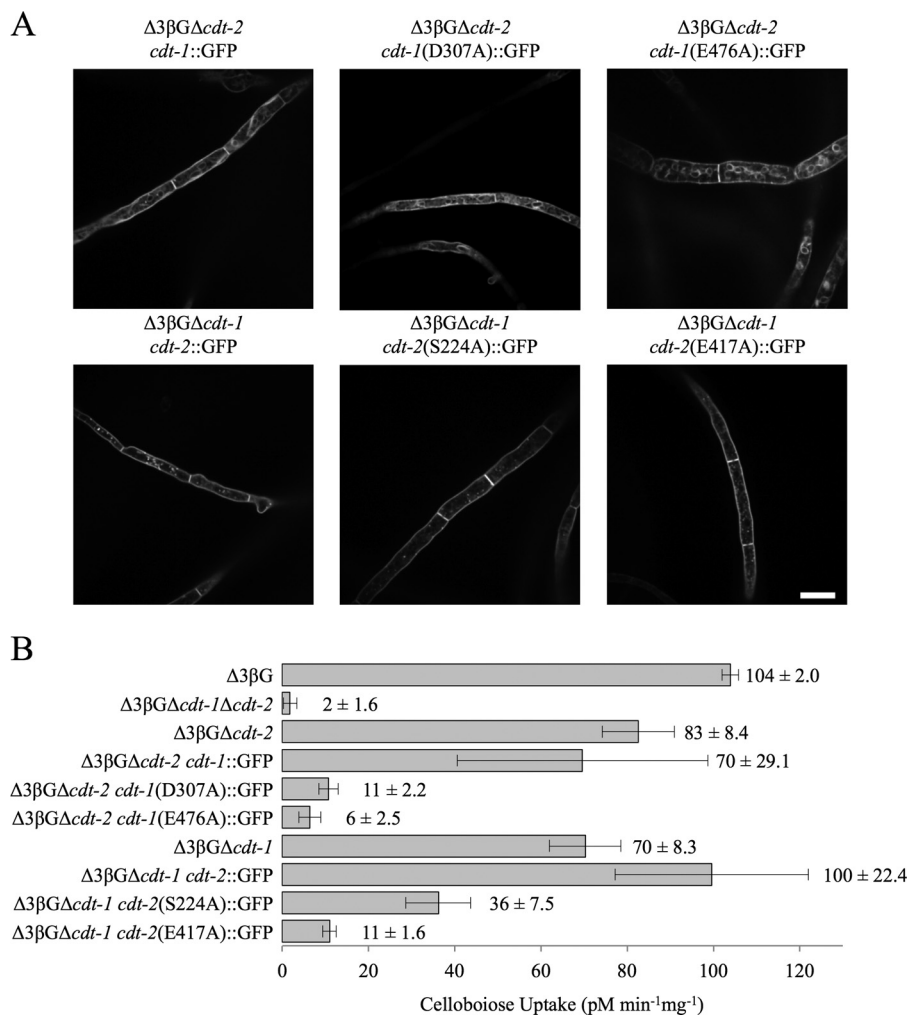 A
Δ3βGΔcdt-2
cdt-1::GFP
Δ3βGΔcdt-2
cdt-1(D307A)::GFP
Δ3βGΔcdt-2
cdt-1(E476A)::GFP
Δ3βGΔcdt-1
cdt-2::GFP
Δ3βGΔcdt-1
cdt-2(S224A)::GFP
Δ3βGΔcdt-1
cdt-2(E417A)::GFP
B
Δ3βG 104 ± 2.0
Δ3βGΔcdt-1Δcdt-2 2 ± 1.6
Δ3βGΔcdt-2 83 ± 8.4
Δ3βGΔcdt-2 cdt-1::GFP 70 ± 29.1
Δ3βGΔcdt-2 cdt-1(D307A)::GFP 11 ± 2.2
Δ3βGΔcdt-2 cdt-1(E476A)::GFP 6 ± 2.5
Δ3βGΔcdt-1 70 ± 8.3
Δ3βGΔcdt-1 cdt-2::GFP 100 ± 22.4
Δ3βGΔcdt-1 cdt-2(S224A)::GFP 36 ± 7.5
Δ3βGΔcdt-1 cdt-2(E417A)::GFP 11 ± 1.6
0 20 40 60 80 100 120
Celloboiose Uptake (pM min⁻¹mg⁻¹)